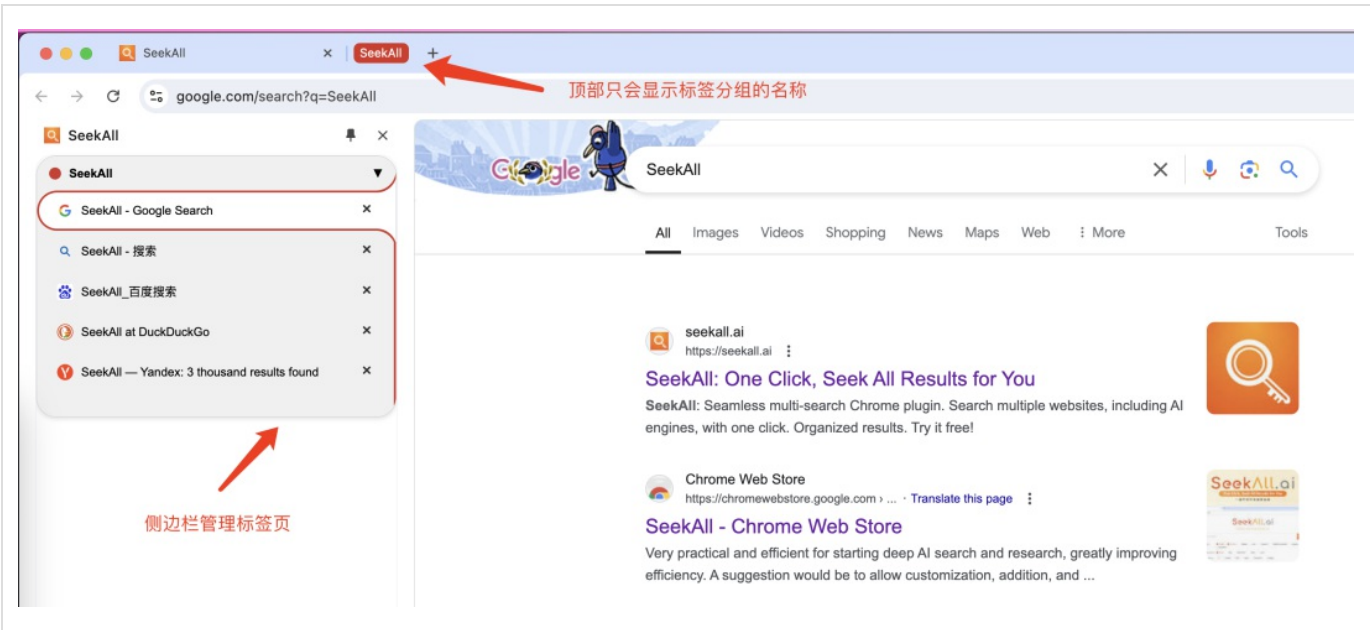 SeekAll
SeekAll
顶部只会显示标签分组的名称
google.com/search?q=SeekAll
SeekAll
SeekAll
SeekAll - Google Search
SeekAll - 搜索
SeekAll_百度搜索
SeekAll at DuckDuckGo
SeekAll — Yandex: 3 thousand results found
侧边栏管理标签页
Google
SeekAll
All Images Videos Shopping News Maps Web More Tools
seekall.ai
https://seekall.ai
SeekAll: One Click, Seek All Results for You
SeekAll: Seamless multi-search Chrome plugin. Search multiple websites, including AI
engines, with one click. Organized results. Try it free!
Chrome Web Store
https://chromewebstore.google.com › ... · Translate this page
SeekAll - Chrome Web Store
Very practical and efficient for starting deep AI search and research, greatly improving
efficiency. A suggestion would be to allow customization, addition, and ...
SeekAll.ai
SeekAll.ai